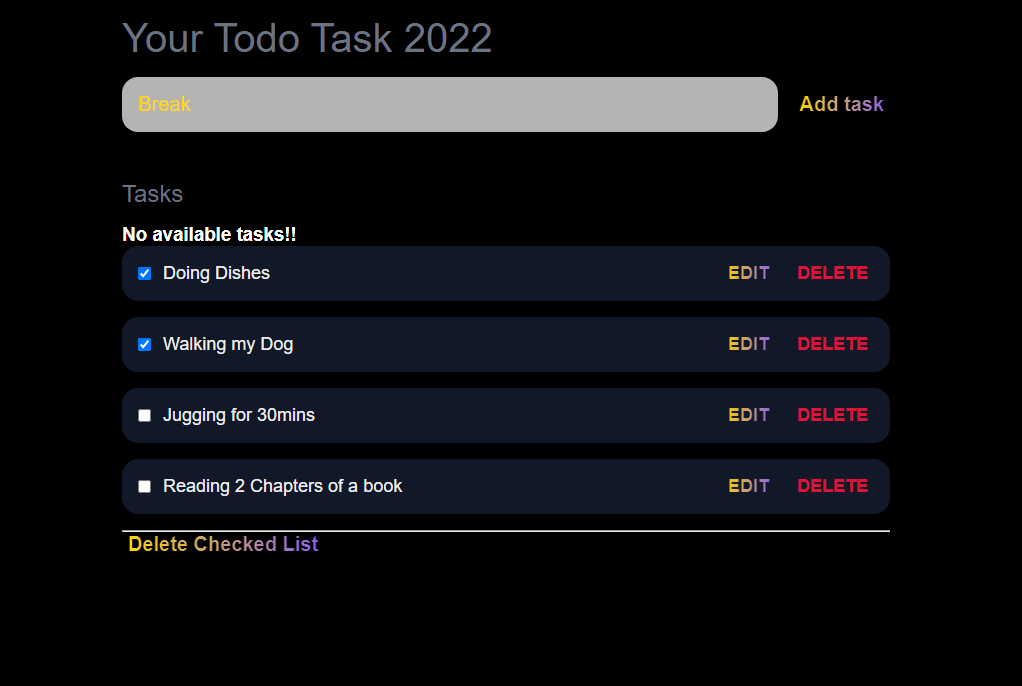 Your Todo Task 2022
Break Add task
Tasks
No available tasks!!
Doing Dishes EDIT DELETE
Walking my Dog EDIT DELETE
Jugging for 30mins EDIT DELETE
Reading 2 Chapters of a book EDIT DELETE
Delete Checked List